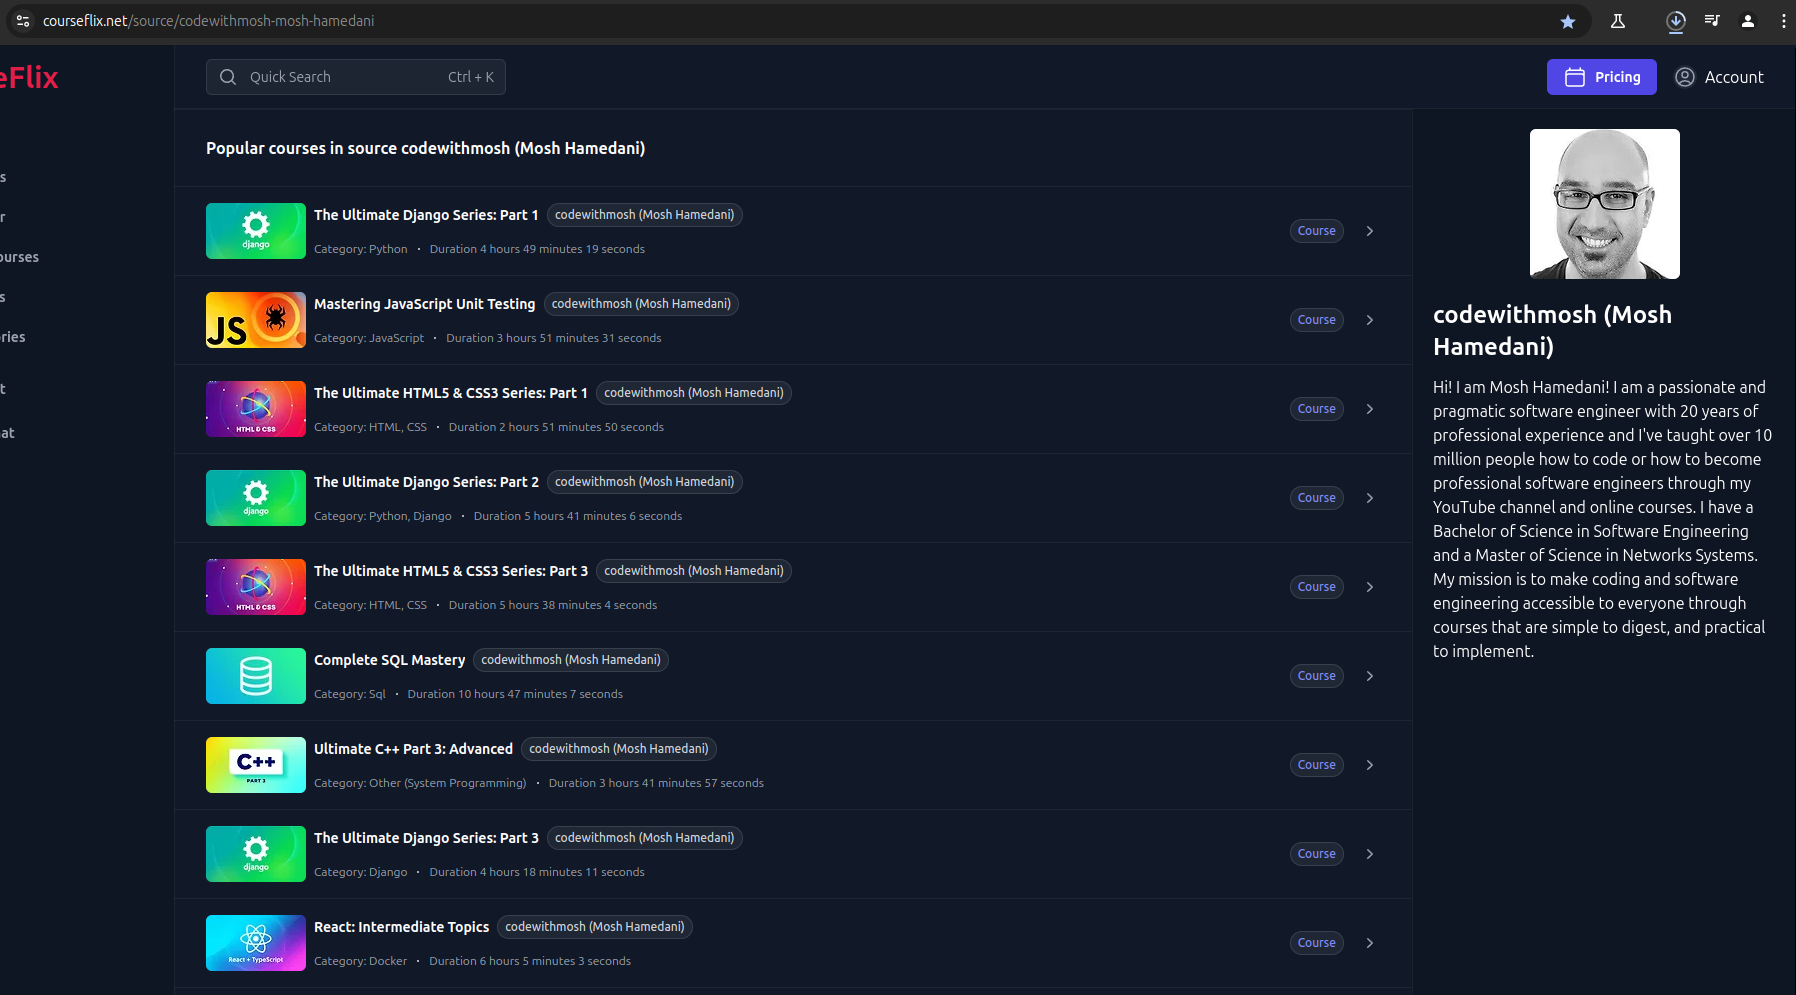 courseflix.net/source/codewithmosh-mosh-hamedani
eFlix
Quick Search Ctrl + K
Pricing
Account
s
r
ourses
s
ries
t
at
Popular courses in source codewithmosh (Mosh Hamedani)
django
The Ultimate Django Series: Part 1 codewithmosh (Mosh Hamedani)
Category: Python • Duration 4 hours 49 minutes 19 seconds
Course
JS
Mastering JavaScript Unit Testing codewithmosh (Mosh Hamedani)
Category: JavaScript • Duration 3 hours 51 minutes 31 seconds
Course
HTML & CSS
The Ultimate HTML5 & CSS3 Series: Part 1 codewithmosh (Mosh Hamedani)
Category: HTML, CSS • Duration 2 hours 51 minutes 50 seconds
Course
django
The Ultimate Django Series: Part 2 codewithmosh (Mosh Hamedani)
Category: Python, Django • Duration 5 hours 41 minutes 6 seconds
Course
HTML & CSS
The Ultimate HTML5 & CSS3 Series: Part 3 codewithmosh (Mosh Hamedani)
Category: HTML, CSS • Duration 5 hours 38 minutes 4 seconds
Course
Complete SQL Mastery codewithmosh (Mosh Hamedani)
Category: Sql • Duration 10 hours 47 minutes 7 seconds
Course
C++
PART 3
Ultimate C++ Part 3: Advanced codewithmosh (Mosh Hamedani)
Category: Other (System Programming) • Duration 3 hours 41 minutes 57 seconds
Course
django
The Ultimate Django Series: Part 3 codewithmosh (Mosh Hamedani)
Category: Django • Duration 4 hours 18 minutes 11 seconds
Course
React + TypeScript
React: Intermediate Topics codewithmosh (Mosh Hamedani)
Category: Docker • Duration 6 hours 5 minutes 3 seconds
Course
codewithmosh (Mosh
Hamedani)
Hi! I am Mosh Hamedani! I am a passionate and
pragmatic software engineer with 20 years of
professional experience and I've taught over 10
million people how to code or how to become
professional software engineers through my
YouTube channel and online courses. I have a
Bachelor of Science in Software Engineering
and a Master of Science in Networks Systems.
My mission is to make coding and software
engineering accessible to everyone through
courses that are simple to digest, and practical
to implement.